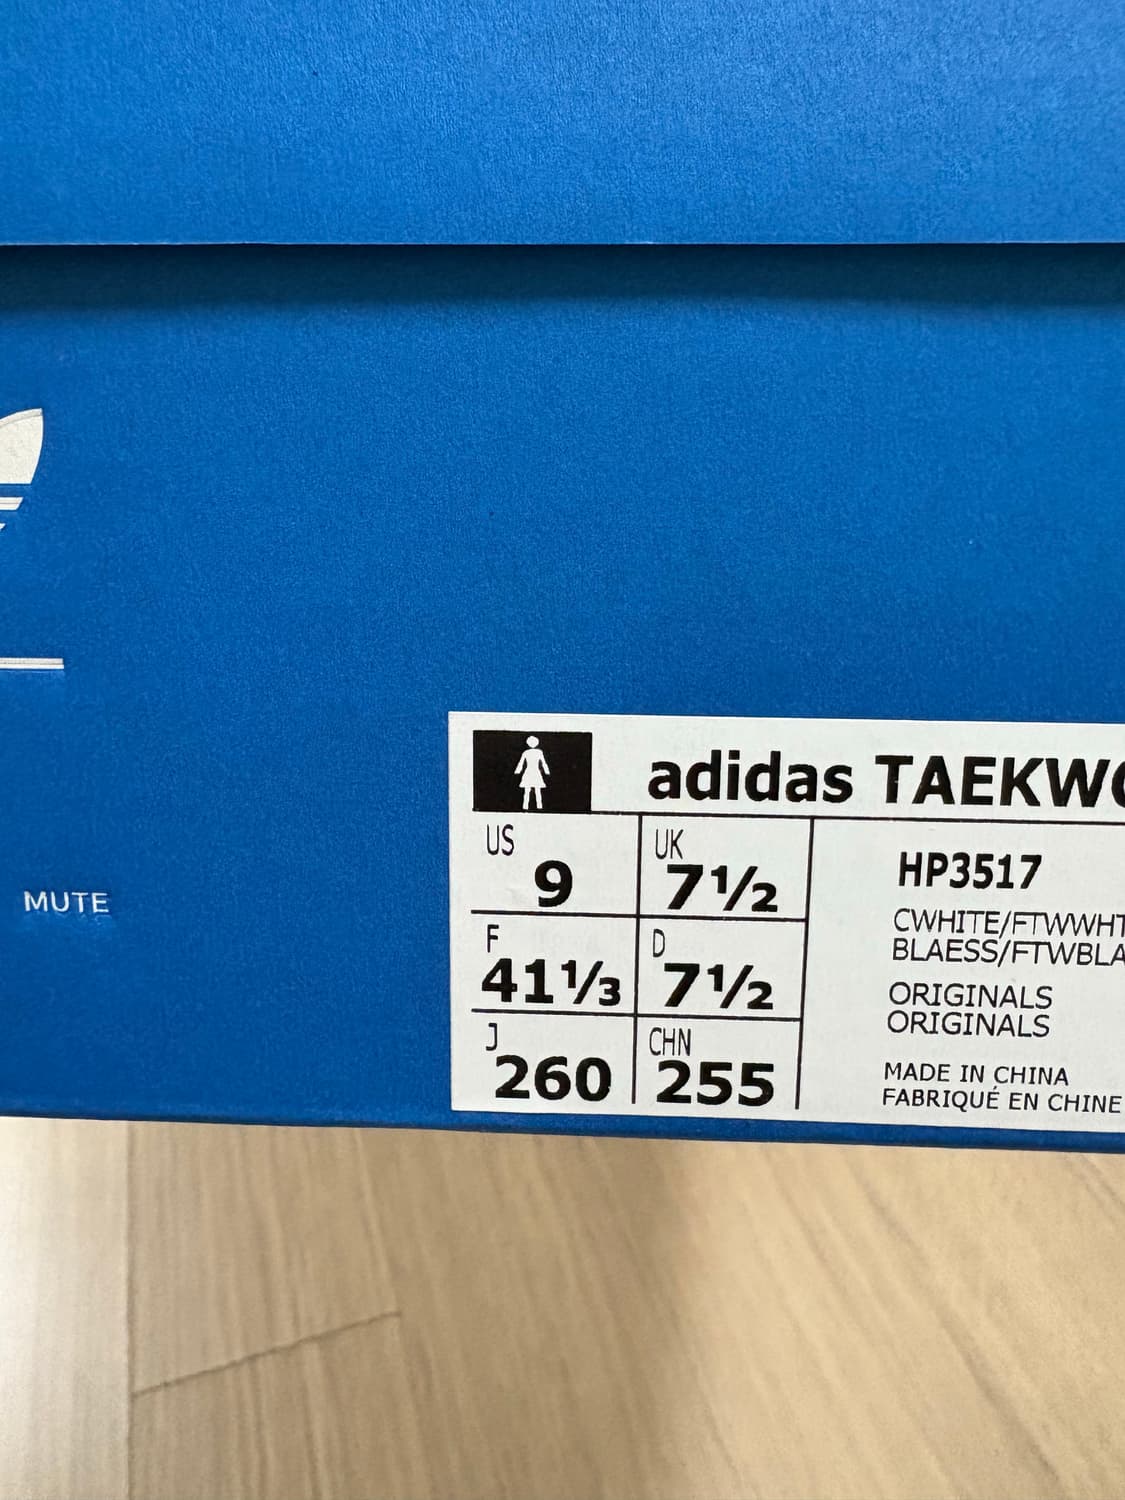 MUTE
adidas TAEKWO
US
9
UK
7½
F
41⅓
D
7½
J
260
CHN
255
HP3517
CWHITE/FTWWHT
BLAESS/FTWBLA
ORIGINALS
ORIGINALS
MADE IN CHINA
FABRIQUÉ EN CHINE